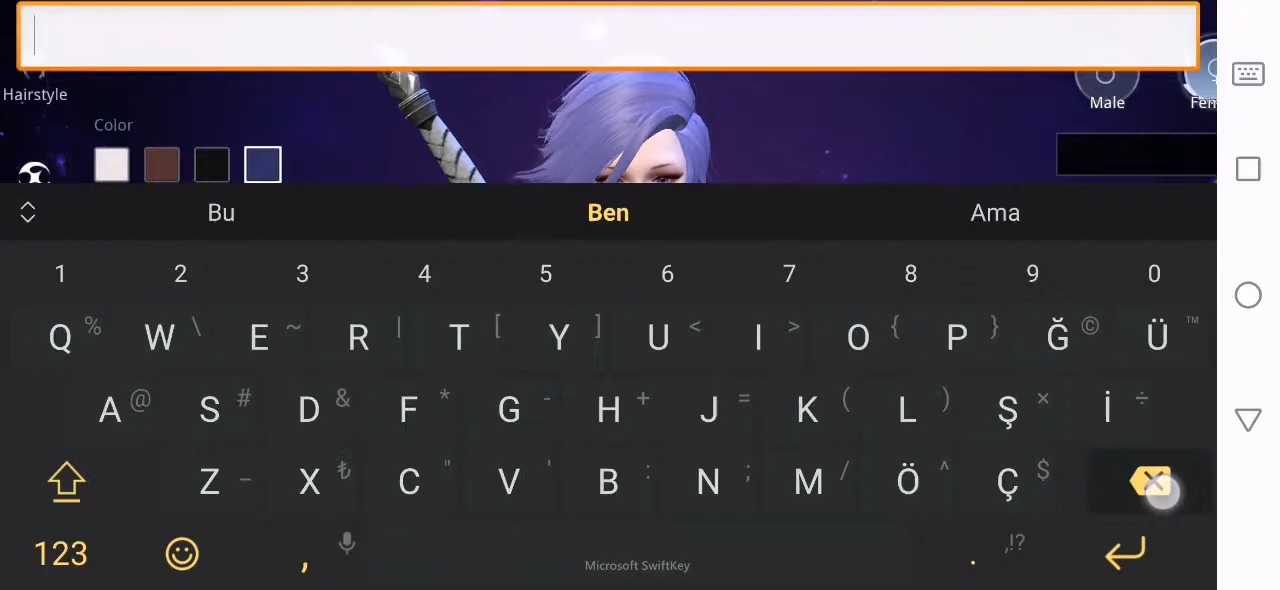 Hairstyle
Male
Fem
Color
Bu Ben Ama
1 2 3 4 5 6 7 8 9 0
Q % W \ E ~ R | T [ Y ] U < I > O { P } Ğ © Ü ™
A @ S # D & F * G - H + J = K ( L ) Ş × İ ÷
Z _ X ₺ C " V ' B : N ; M / Ö ^ Ç $
123 , Microsoft SwiftKey . ,!?